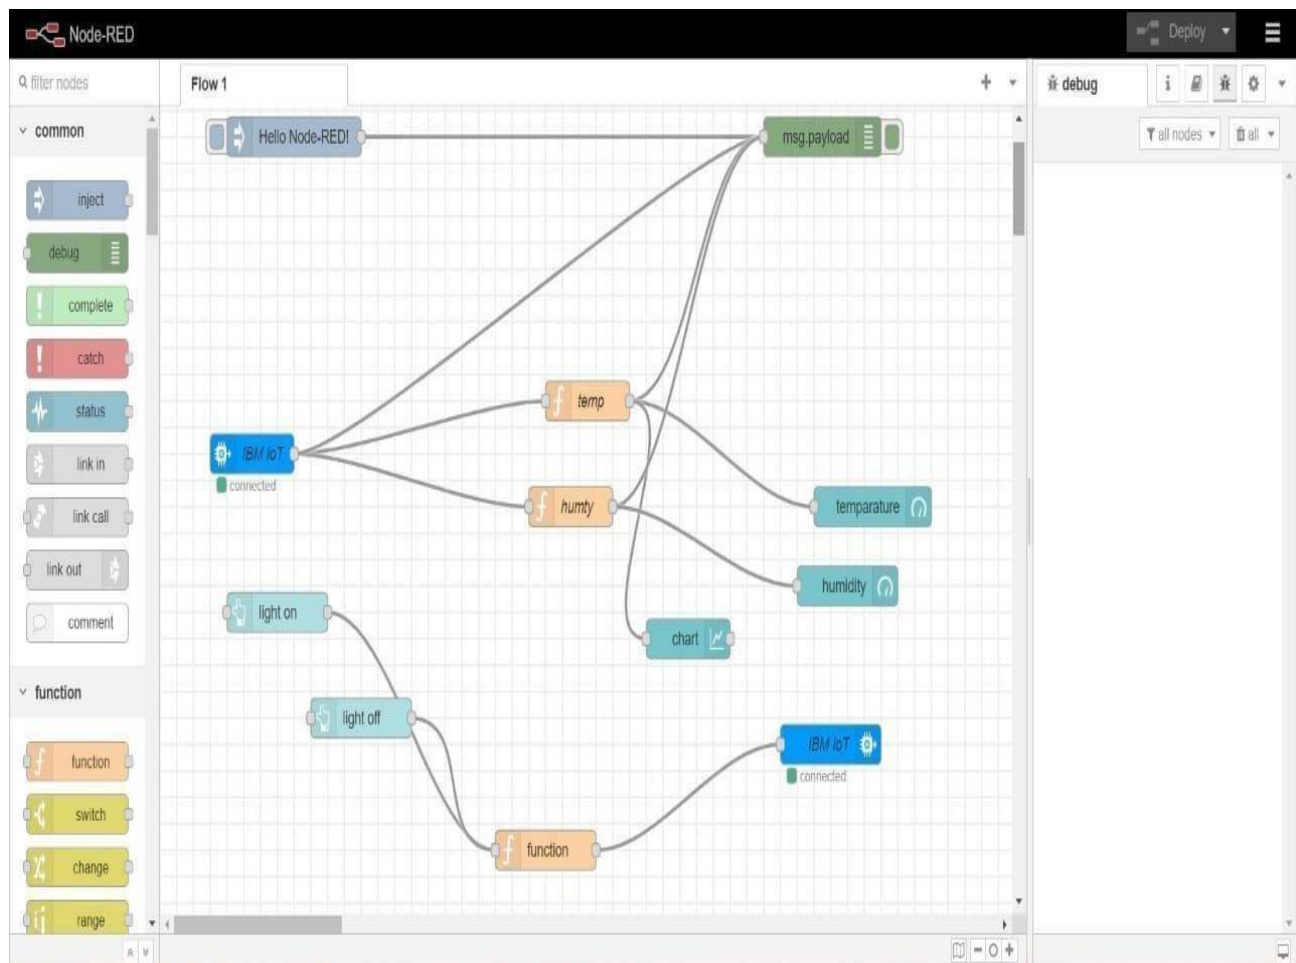 Node-RED
Deploy
filter nodes
Flow 1
debug
i
all nodes
all
common
inject
debug
complete
catch
status
link in
link call
link out
comment
function
function
switch
change
range
Hello Node-RED!
msg.payload
temp
IBM IoT
connected
humty
temparature
humidity
light on
chart
light off
IBM IoT
connected
function